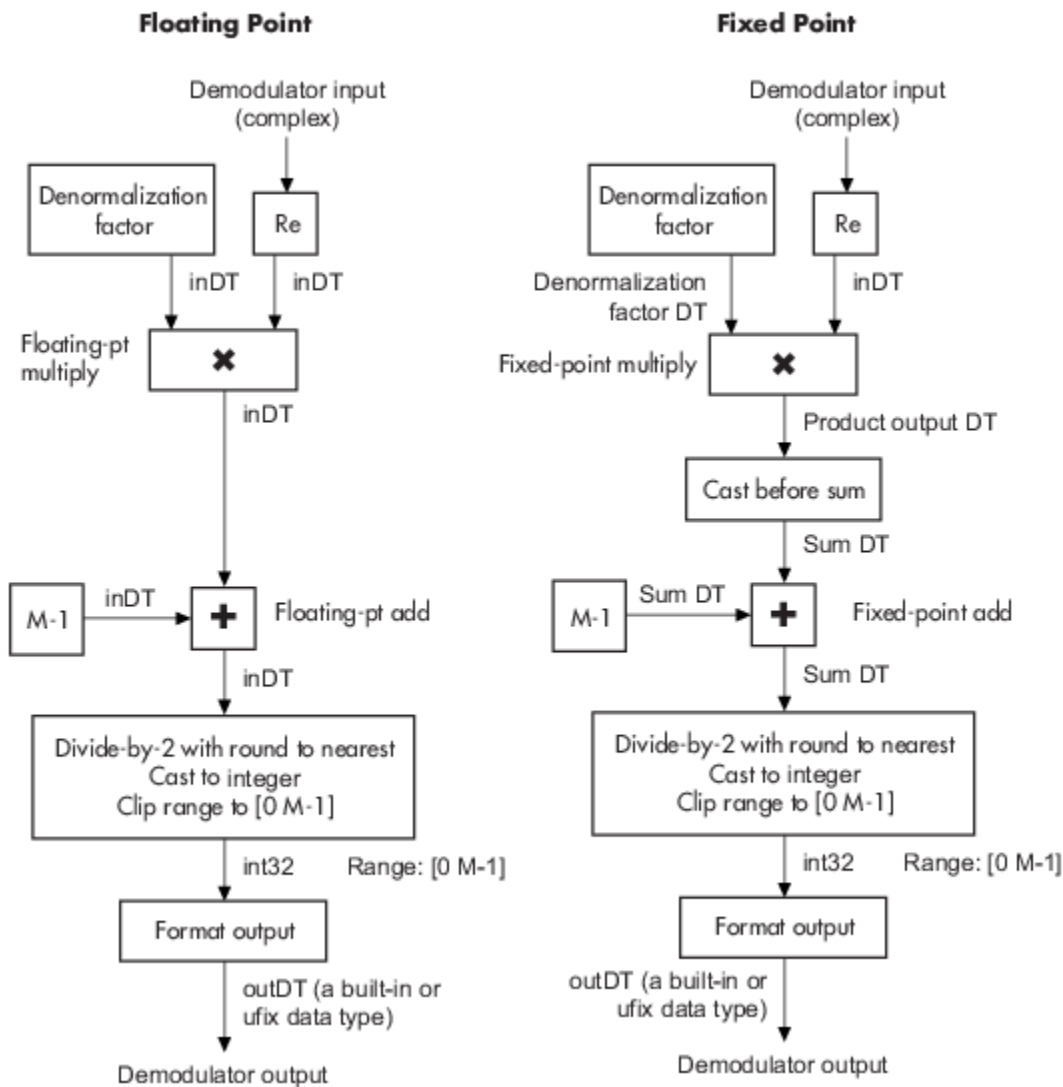 Floating Point
Demodulator input
(complex)
Denormalization
factor
Re
inDT
inDT
Floating-pt
multiply
×
inDT
M-1
inDT
+
Floating-pt add
inDT
Divide-by-2 with round to nearest
Cast to integer
Clip range to [0 M-1]
int32
Range: [0 M-1]
Format output
outDT (a built-in or
ufix data type)
Demodulator output
Fixed Point
Demodulator input
(complex)
Denormalization
factor
Re
Denormalization
factor DT
inDT
Fixed-point multiply
×
Product output DT
Cast before sum
Sum DT
M-1
Sum DT
+
Fixed-point add
Sum DT
Divide-by-2 with round to nearest
Cast to integer
Clip range to [0 M-1]
int32
Range: [0 M-1]
Format output
outDT (a built-in or
ufix data type)
Demodulator output